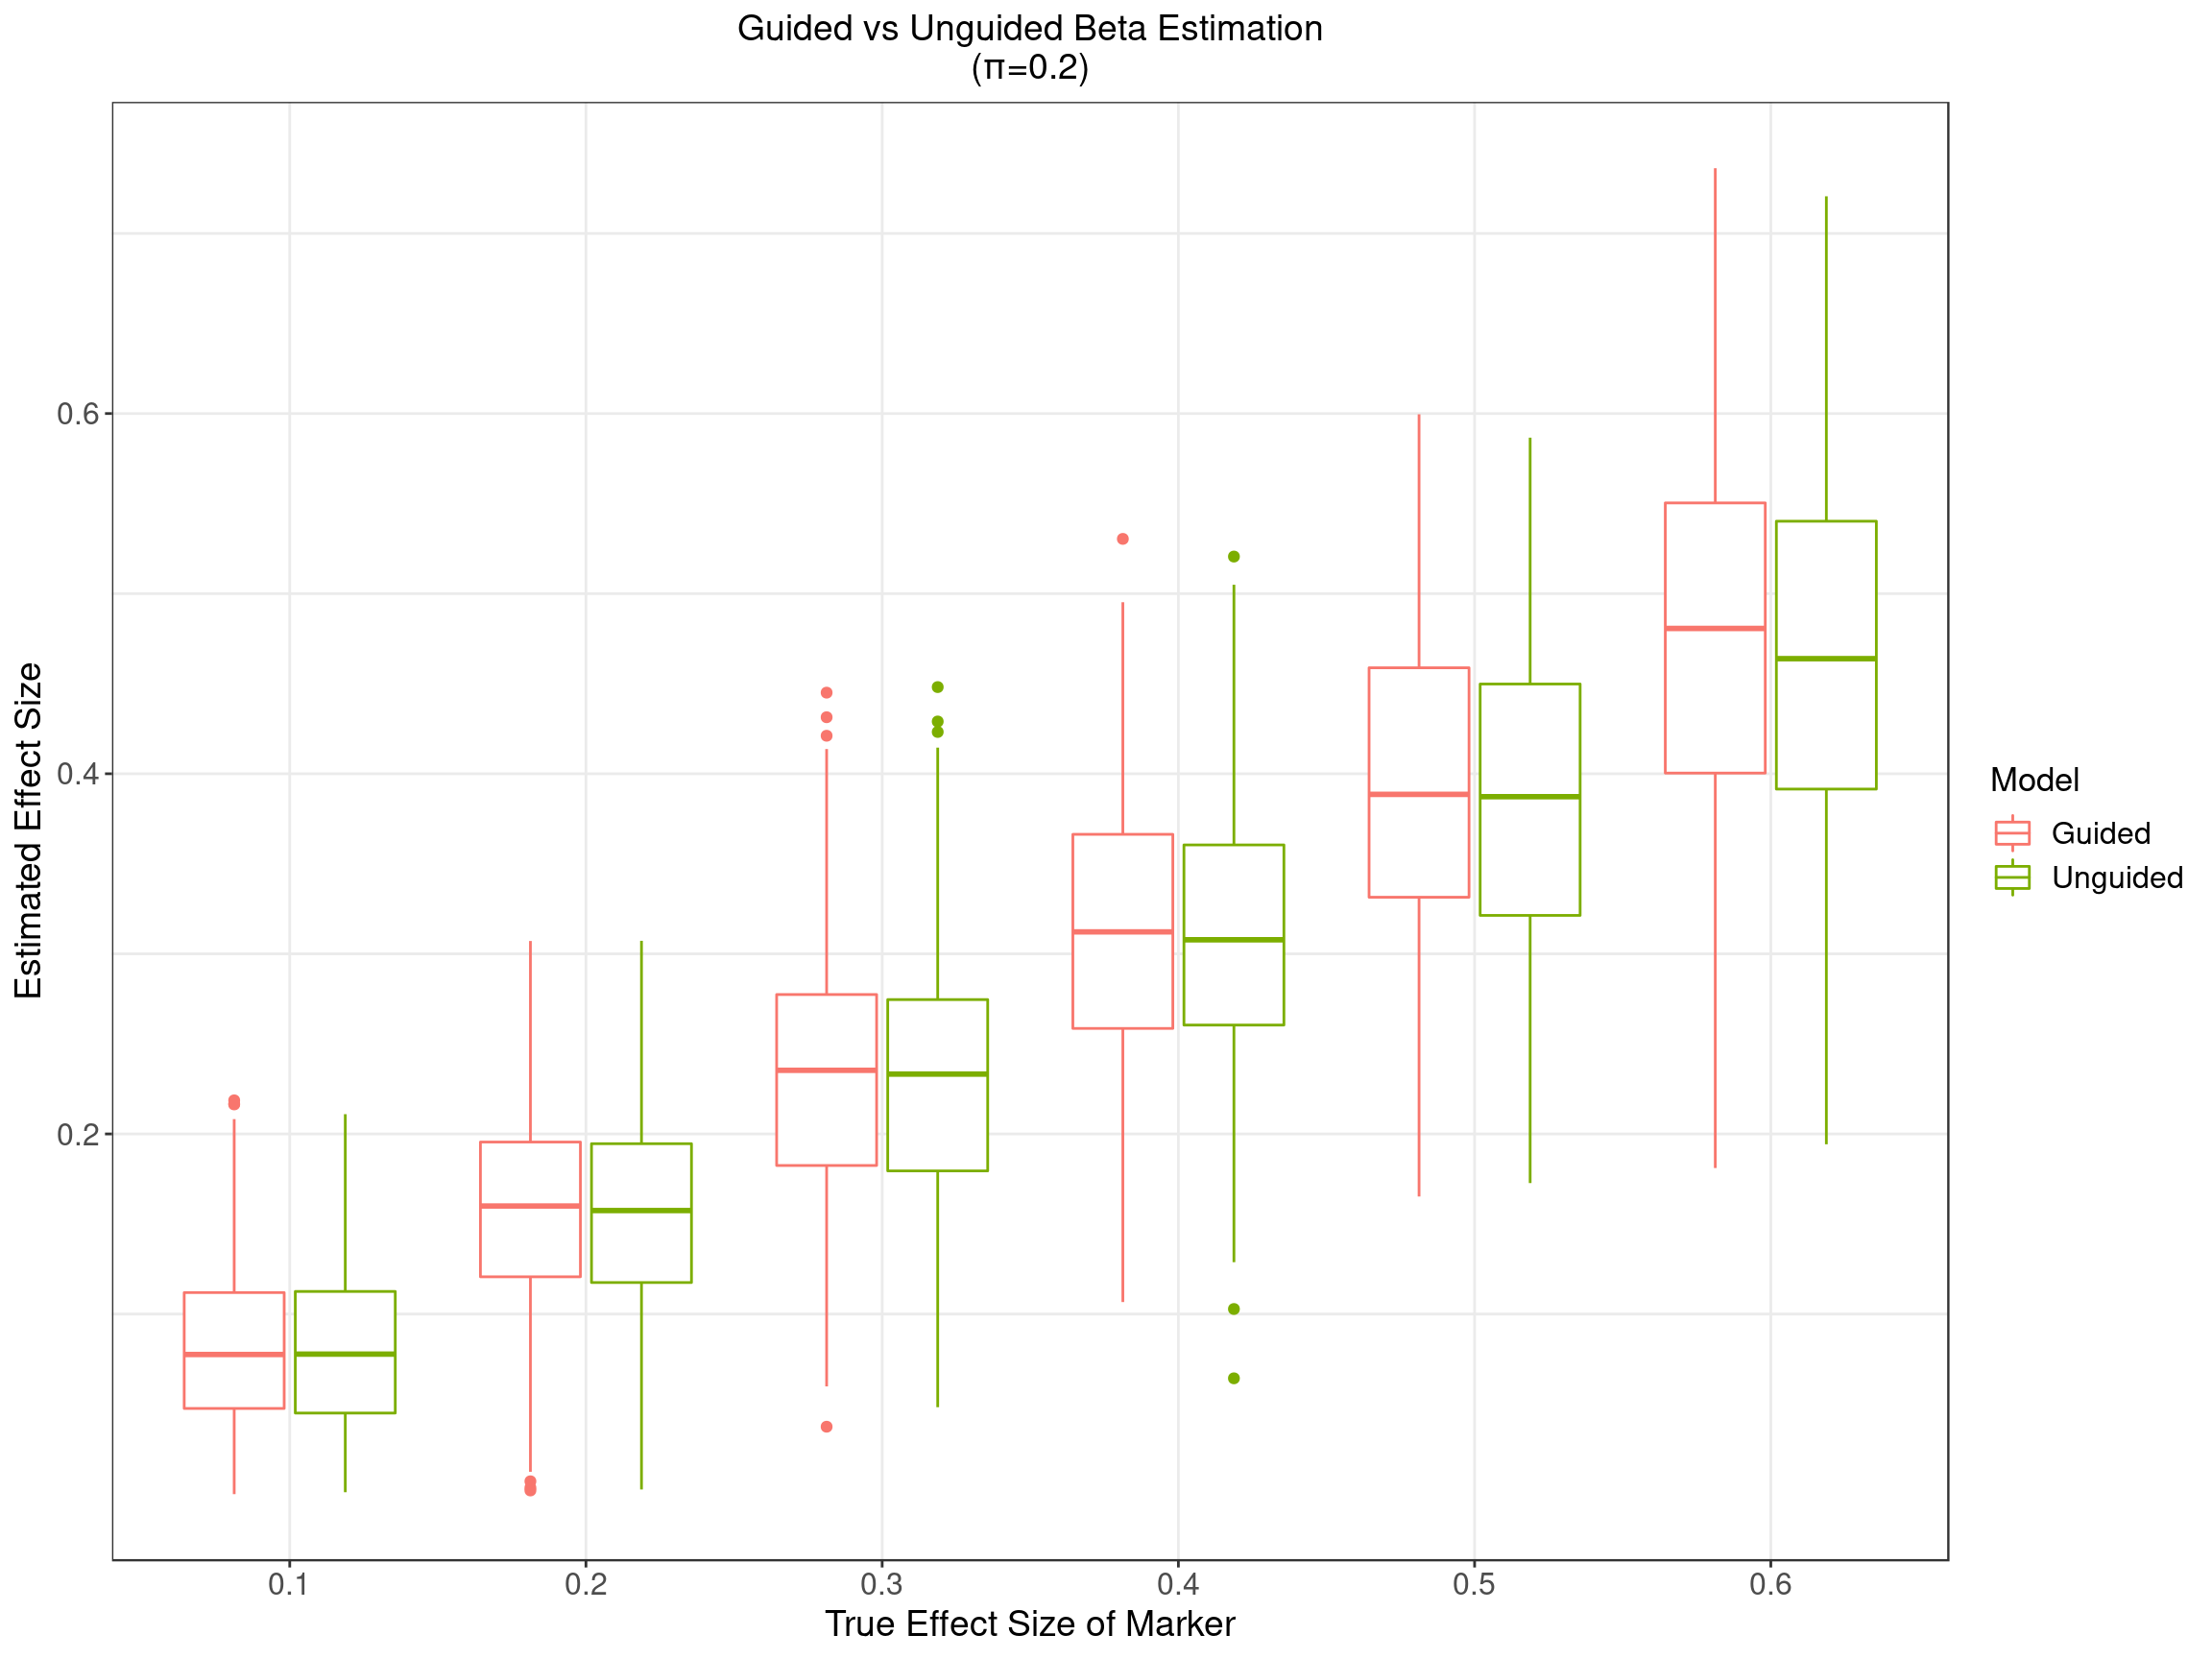 Guided vs Unguided Beta Estimation
(π=0.2)
Estimated Effect Size
0.6
0.4
0.2
0.1 0.2 0.3 0.4 0.5 0.6
True Effect Size of Marker
Model
Guided
Unguided